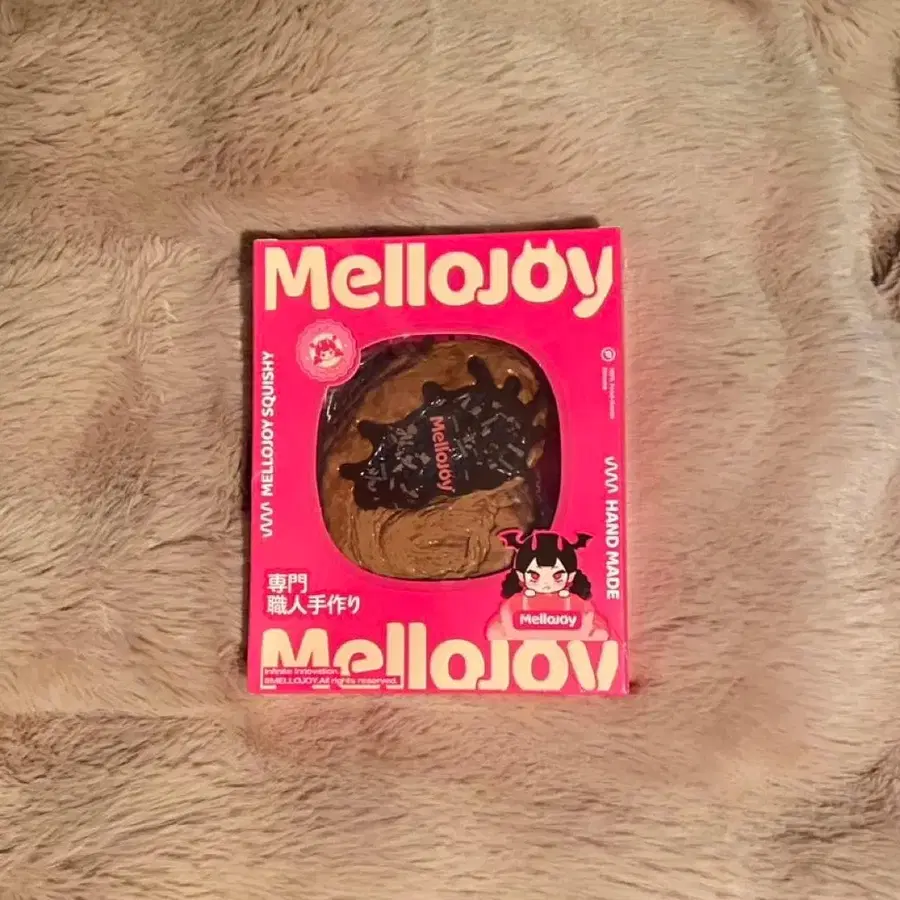 MelloJOY
MELLOJOY SQUISHY
MelloJOY
HAND MADE
専門
職人手作り
MelloJOY
MelloJOY
Infinite Innovation.
@MELLOJOY.All rights reserved.